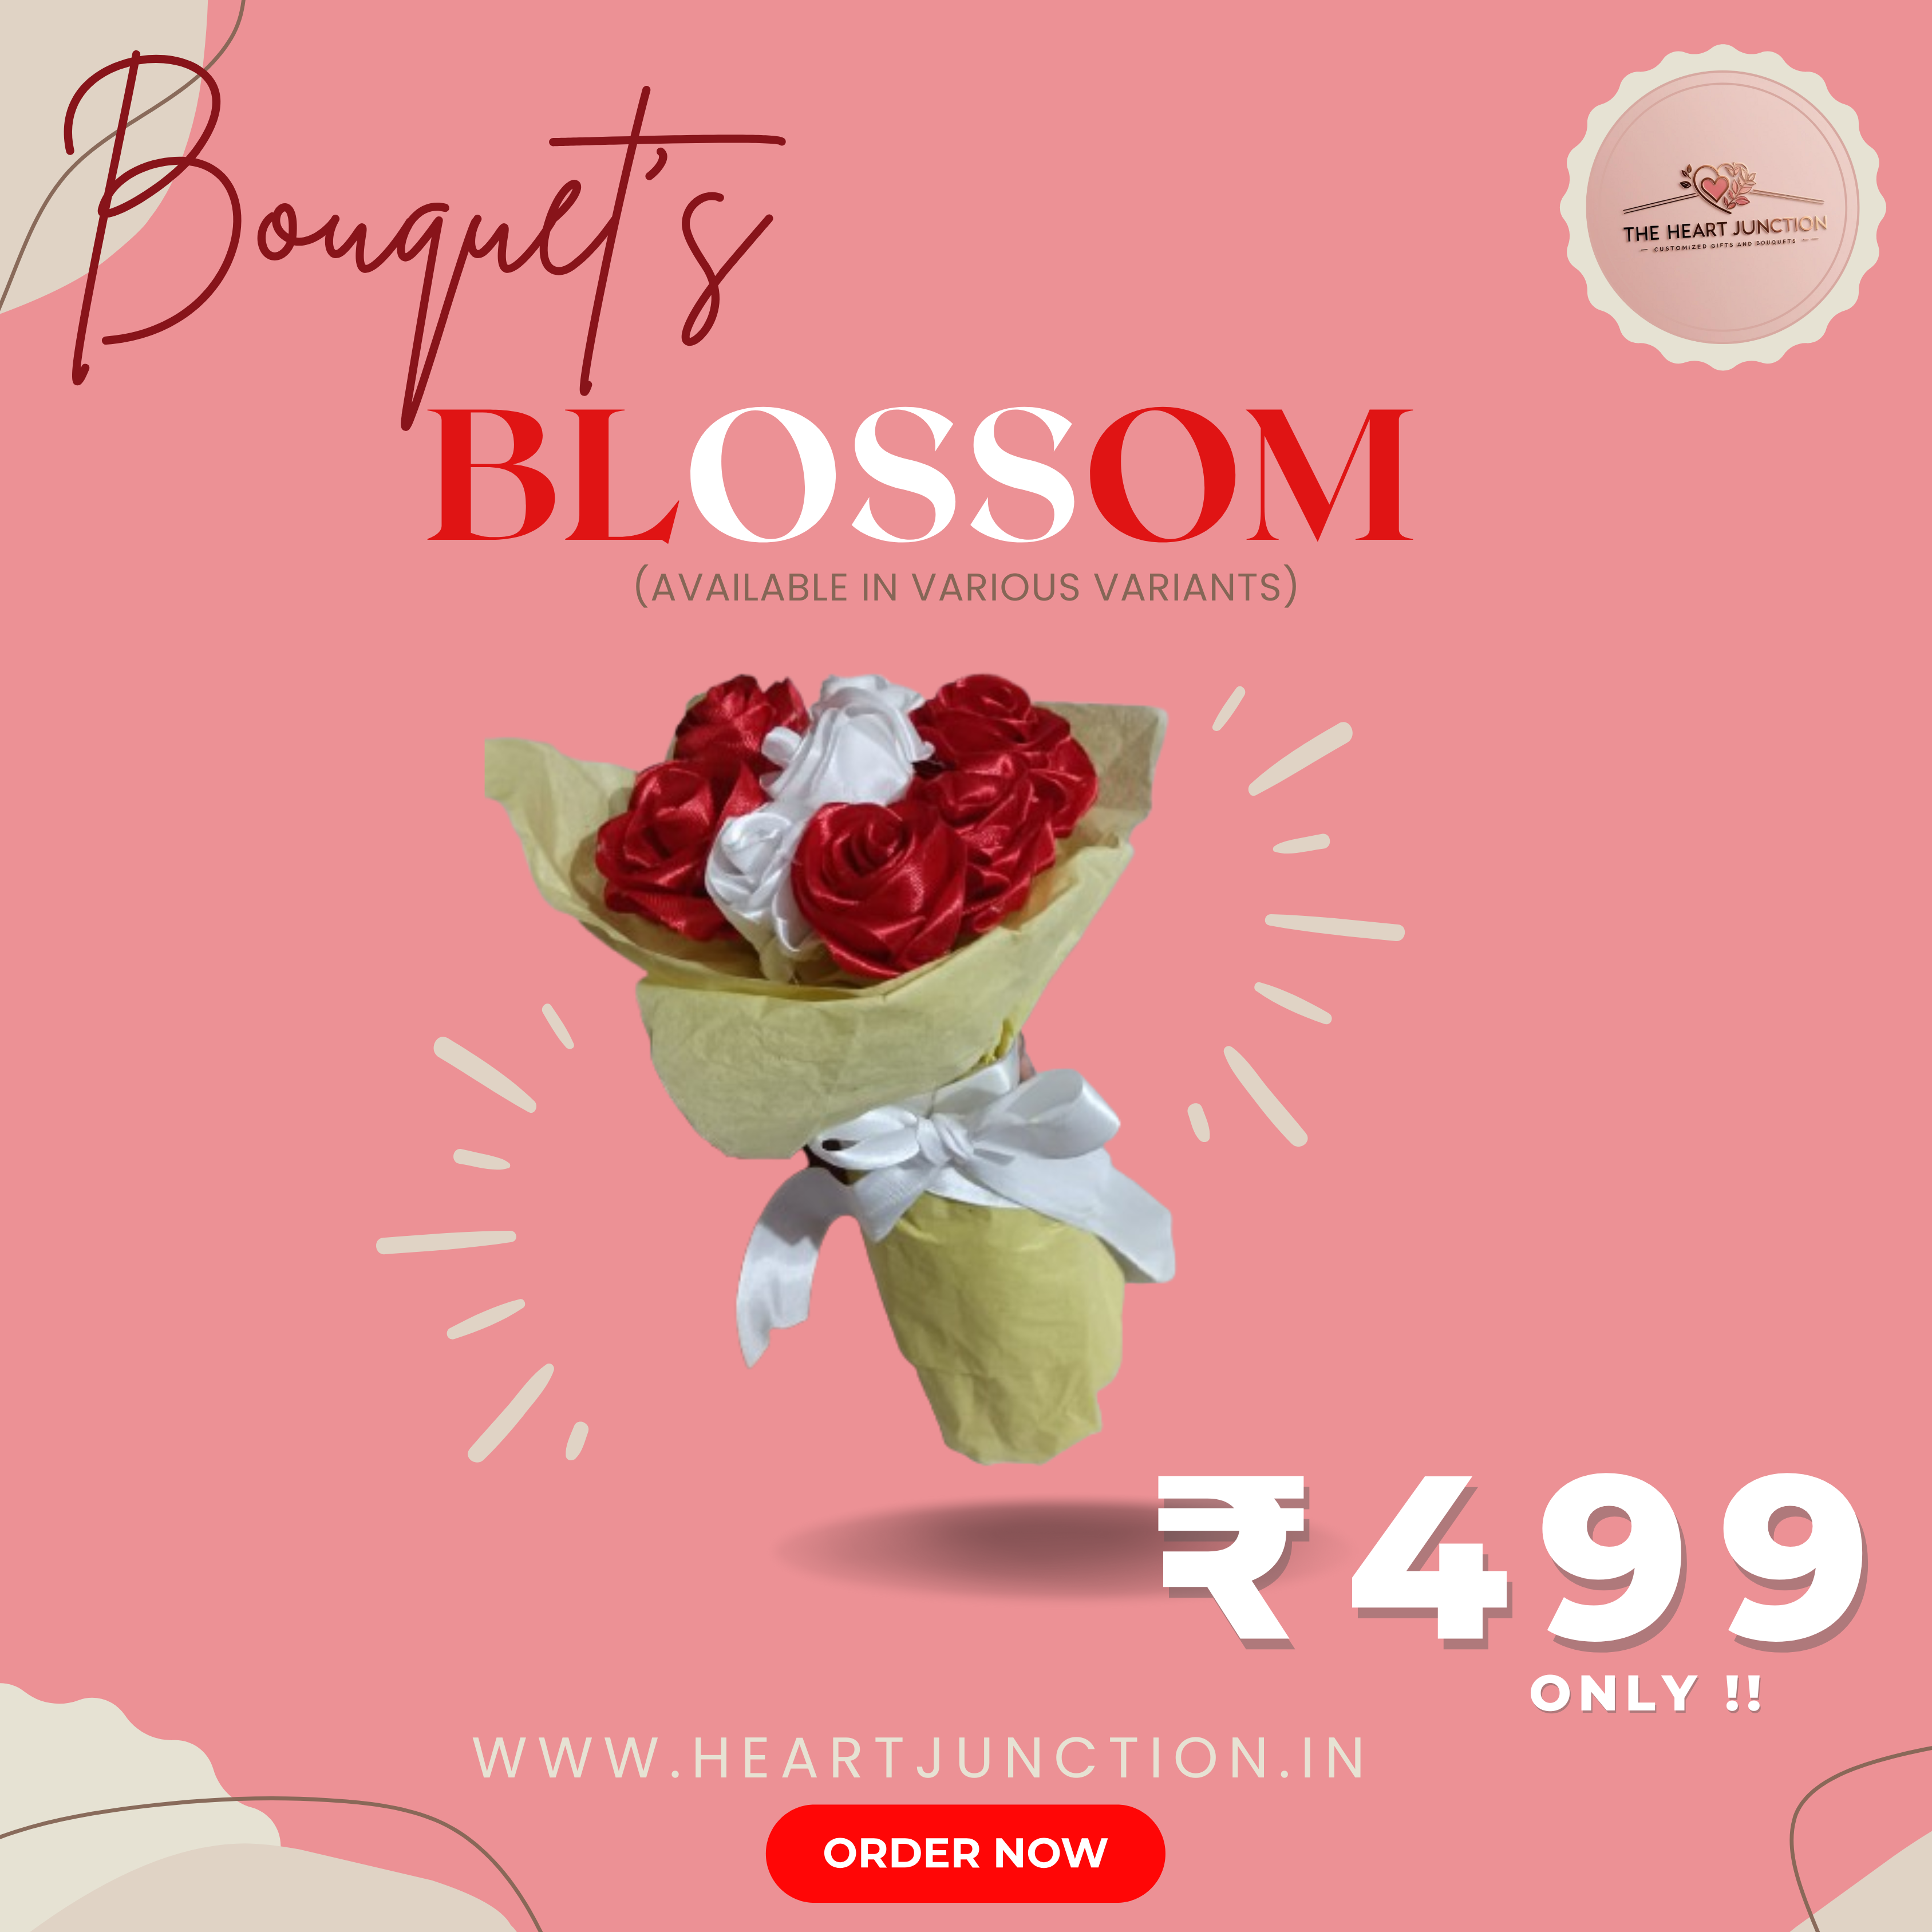 Bouquet's
THE HEART JUNCTION
CUSTOMIZED GIFTS AND BOUQUETS
BLOSSOM
(AVAILABLE IN VARIOUS VARIANTS)
₹499
ONLY !!
WWW.HEARTJUNCTION.IN
ORDER NOW